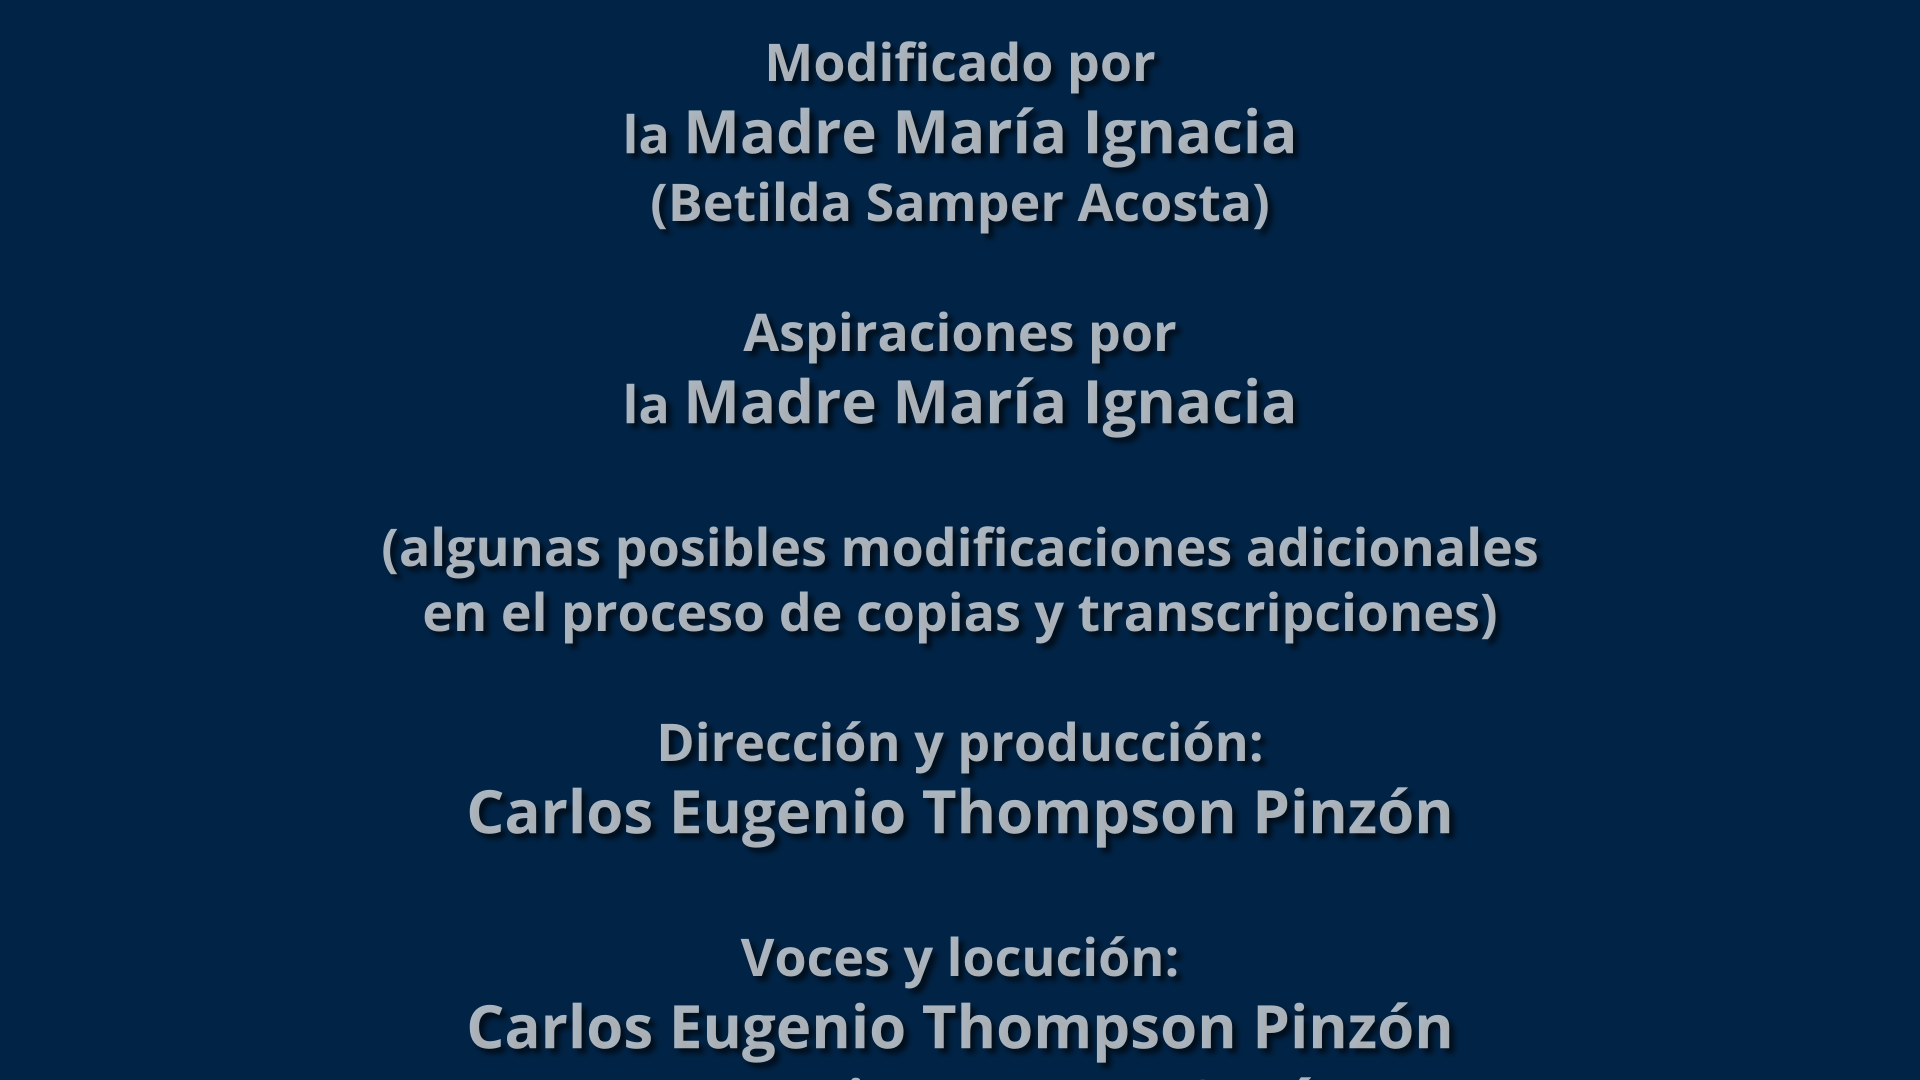 Modificado por
la Madre María Ignacia
(Betilda Samper Acosta)
Aspiraciones por
la Madre María Ignacia
(algunas posibles modificaciones adicionales
en el proceso de copias y transcripciones)
Dirección y producción:
Carlos Eugenio Thompson Pinzón
Voces y locución:
Carlos Eugenio Thompson Pinzón